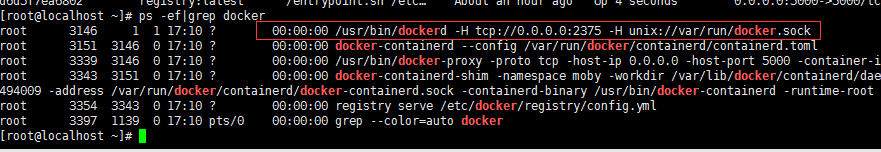 registry:latest "/entrypoint.sh /etc…" About an hour ago Up 4 seconds 0.0.0.0:5000->5000/tc
[root@localhost ~]# ps -ef|grep docker
root 3146 1 1 17:10 ? 00:00:00 /usr/bin/dockerd -H tcp://0.0.0.0:2375 -H unix://var/run/docker.sock
root 3151 3146 0 17:10 ? 00:00:00 docker-containerd --config /var/run/docker/containerd/containerd.toml
root 3339 3146 0 17:10 ? 00:00:00 /usr/bin/docker-proxy -proto tcp -host-ip 0.0.0.0 -host-port 5000 -container-i
root 3343 3151 0 17:10 ? 00:00:00 docker-containerd-shim -namespace moby -workdir /var/lib/docker/containerd/dae
494009 -address /var/run/docker/containerd/docker-containerd.sock -containerd-binary /usr/bin/docker-containerd -runtime-root
root 3354 3343 0 17:10 ? 00:00:00 registry serve /etc/docker/registry/config.yml
root 3397 1139 0 17:10 pts/0 00:00:00 grep --color=auto docker
[root@localhost ~]#